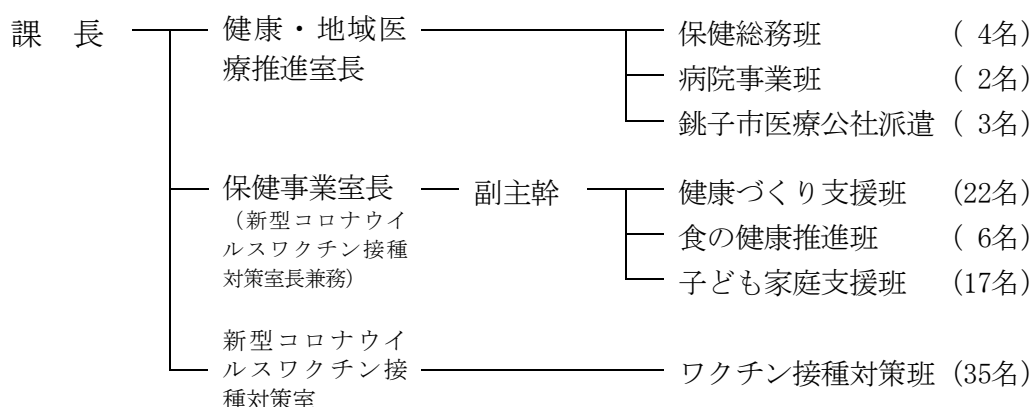 課　長
健康・地域医
療推進室長
保健総務班　( 4名)
病院事業班　( 2名)
銚子市医療公社派遣　( 3名)
保健事業室長
（新型コロナウイ
ルスワクチン接種
対策室長兼務）
副主幹
健康づくり支援班　(22名)
食の健康推進班　( 6名)
子ども家庭支援班　(17名)
新型コロナウイ
ルスワクチン接
種対策室
ワクチン接種対策班　(35名)